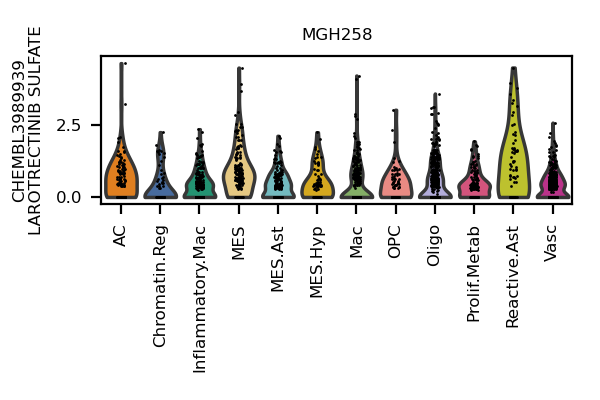 MGH258
CHEMBL3989939
LAROTRECTINIB SULFATE
2.5
0.0
AC
Chromatin.Reg
Inflammatory.Mac
MES
MES.Ast
MES.Hyp
Mac
OPC
Oligo
Prolif.Metab
Reactive.Ast
Vasc